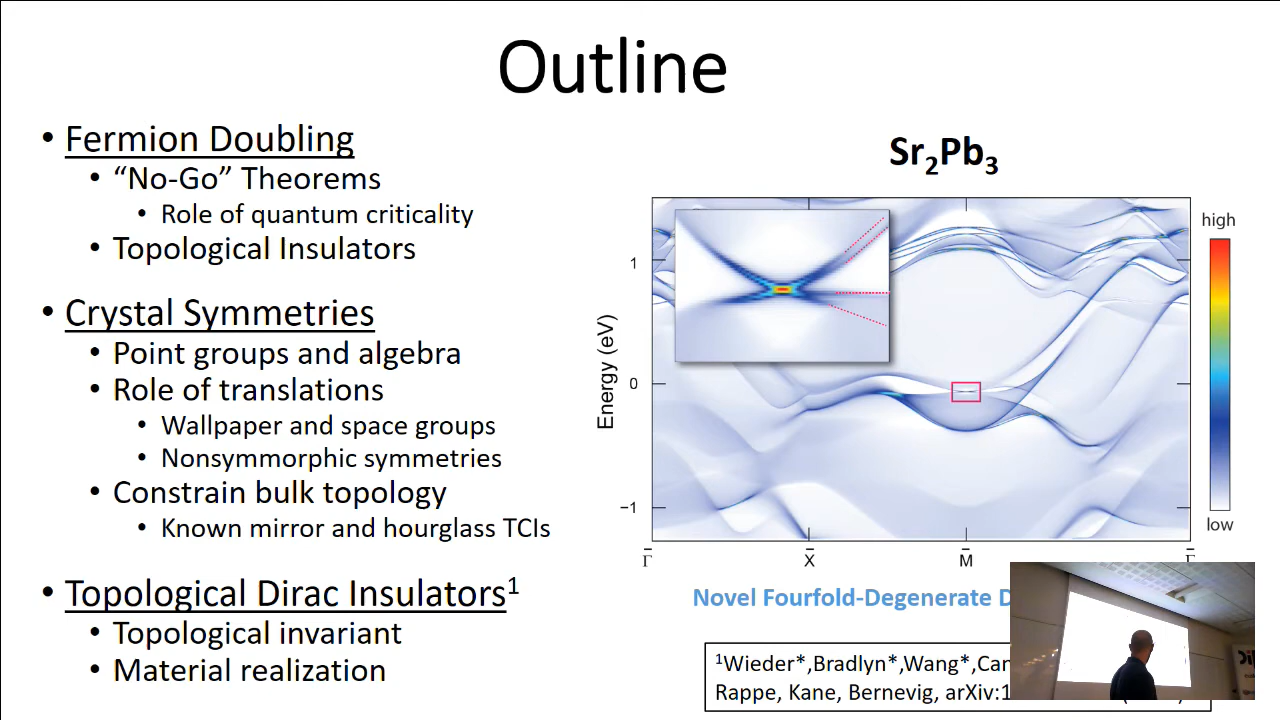 Outline
• Fermion Doubling
• “No-Go” Theorems
• Role of quantum criticality
• Topological Insulators
• Crystal Symmetries
• Point groups and algebra
• Role of translations
• Wallpaper and space groups
• Nonsymmorphic symmetries
• Constrain bulk topology
• Known mirror and hourglass TCIs
• Topological Dirac Insulators¹
• Topological invariant
• Material realization
Sr₂Pb₃
high
low
Energy (eV)
1
0
−1
Γ̅
X̅
M̅
Γ̅
Novel Fourfold-Degenerate
¹Wieder*,Bradlyn*,Wang*,
Rappe, Kane, Bernevig, arXiv:1